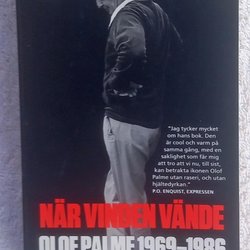 "Jag tycker mycket
om hans bok. Den
är cool och varm på
samma gång, med en
saklighet som får mig
att tro att vi nu, till sist,
kan betrakta ikonen Olof
Palme utan raseri, och utan
hjältedyrkan."
P.O. ENQUIST, EXPRESSEN
NÄR VINDEN VÄNDE
OLOF PALME 1969–1986